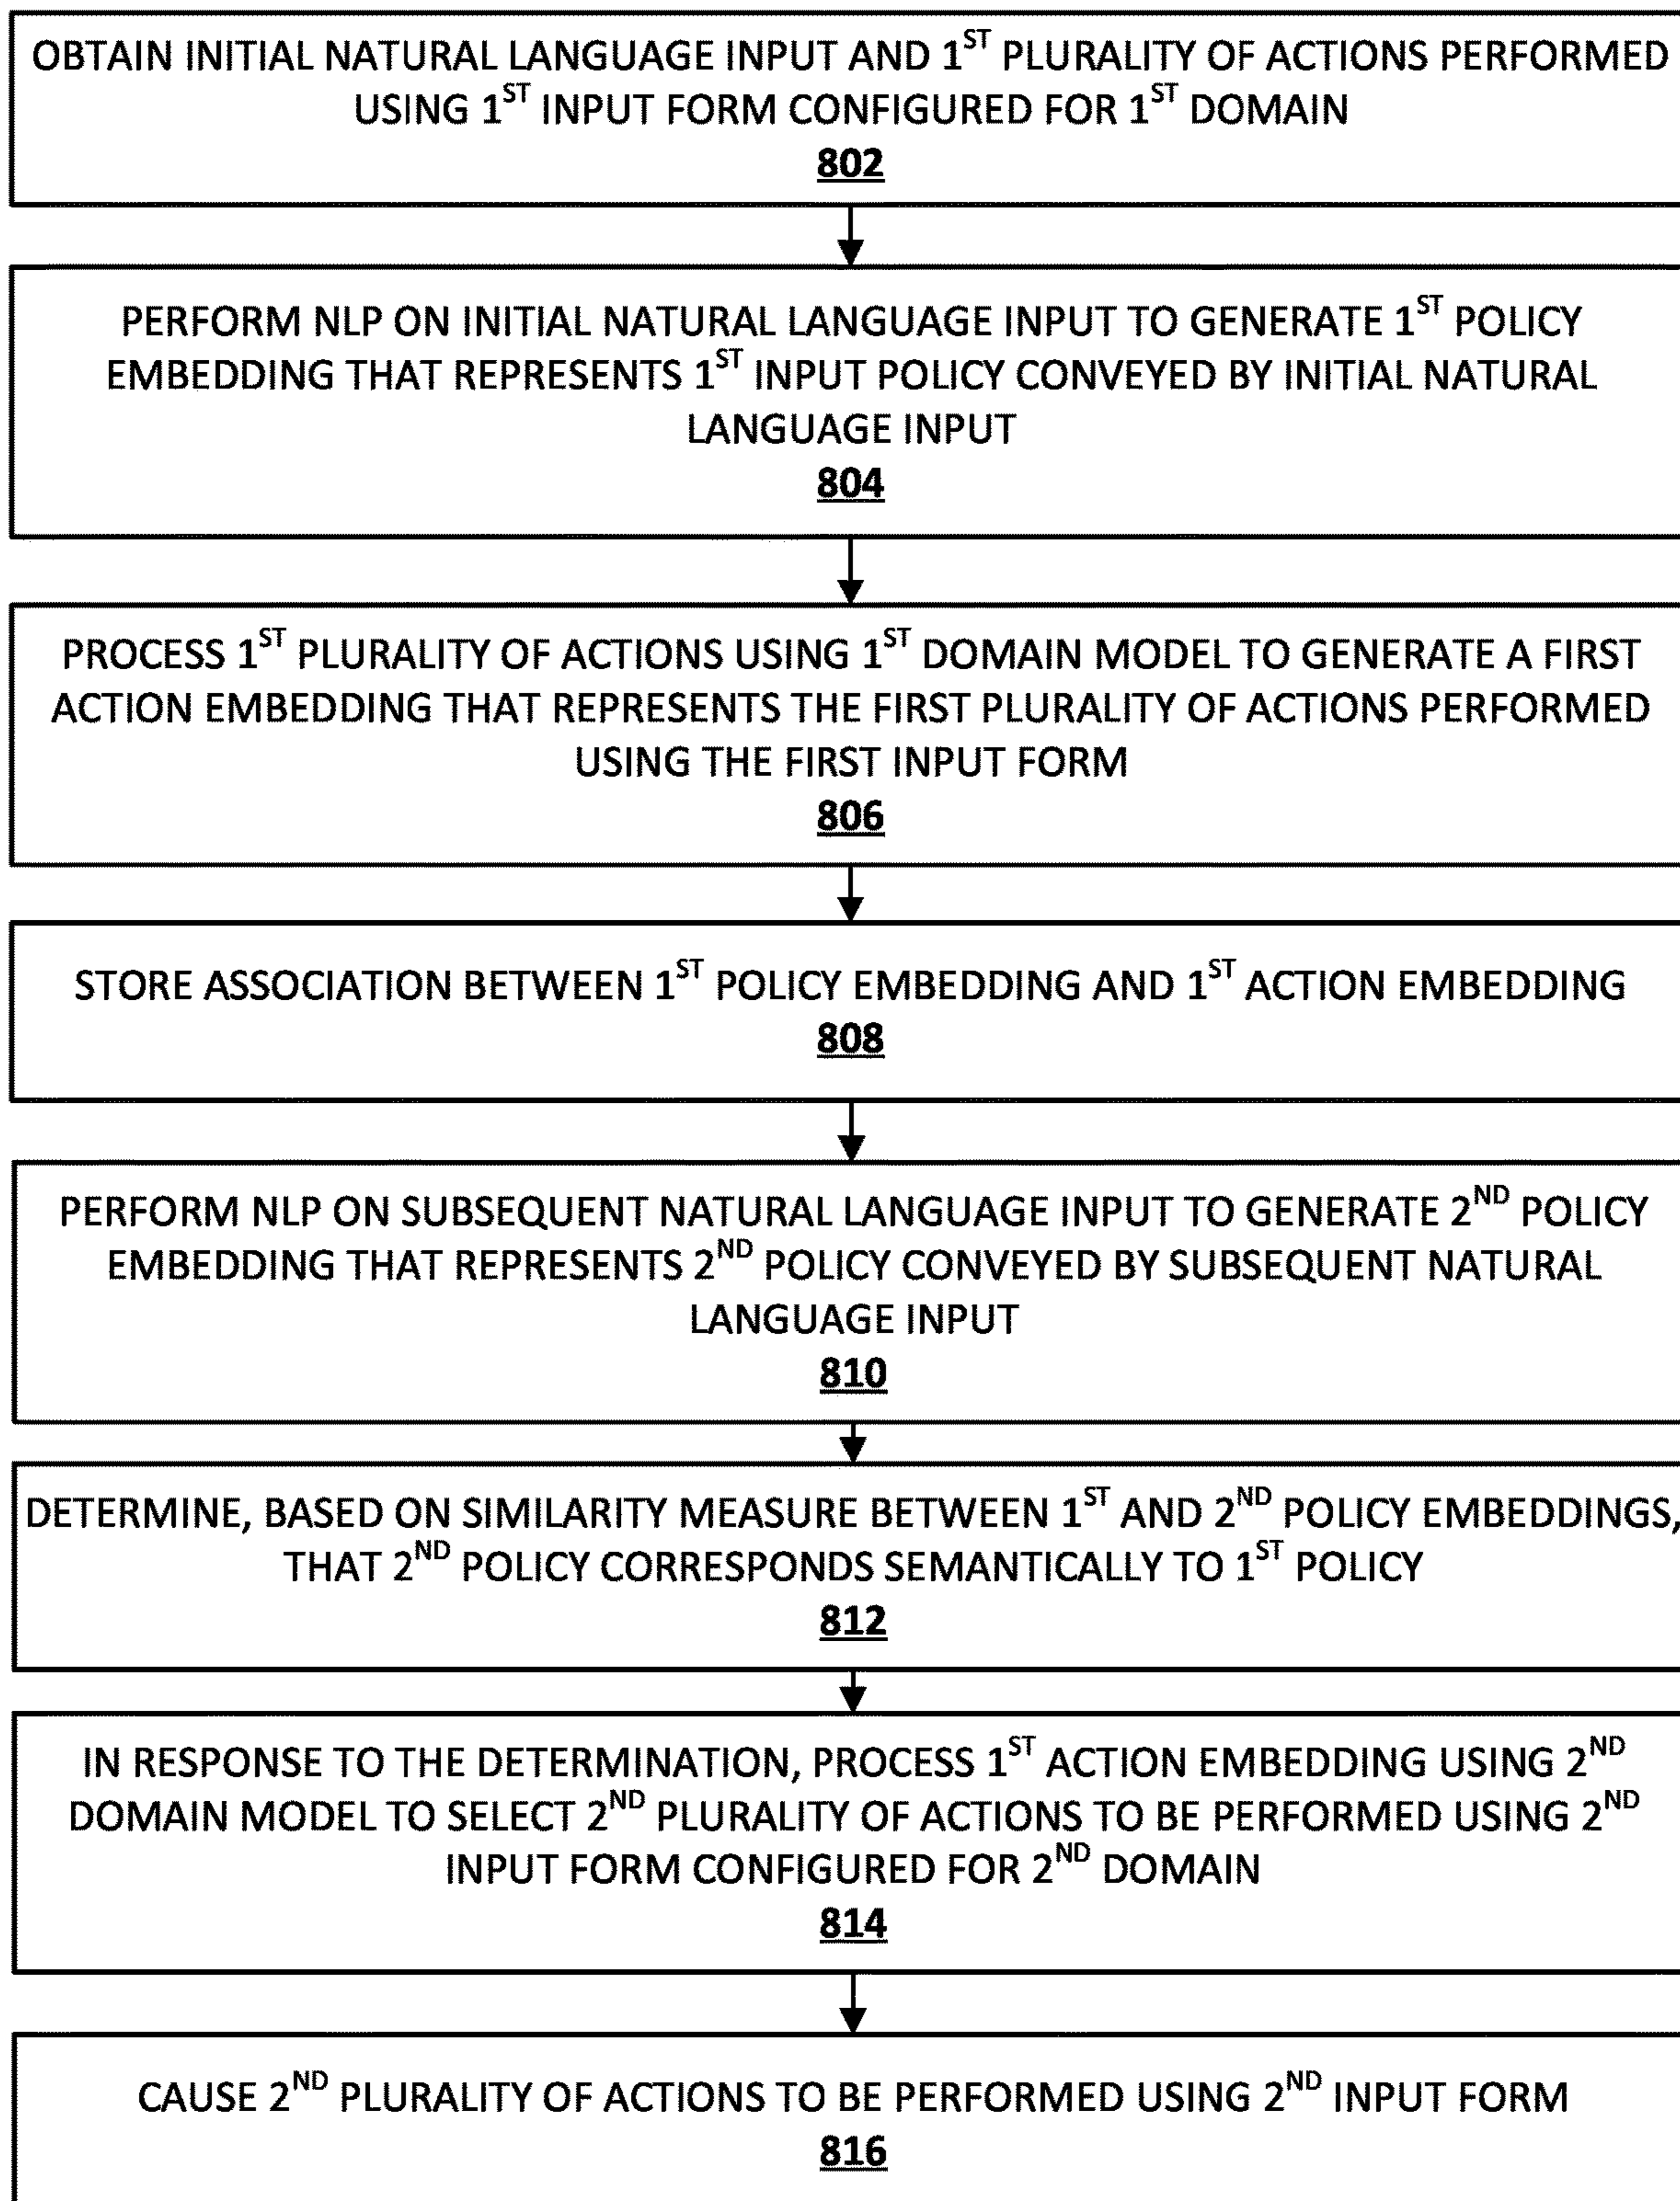 OBTAIN INITIAL NATURAL LANGUAGE INPUT AND 1ST PLURALITY OF ACTIONS PERFORMED
USING 1ST INPUT FORM CONFIGURED FOR 1ST DOMAIN
802
PERFORM NLP ON INITIAL NATURAL LANGUAGE INPUT TO GENERATE 1ST POLICY
EMBEDDING THAT REPRESENTS 1ST INPUT POLICY CONVEYED BY INITIAL NATURAL
LANGUAGE INPUT
804
PROCESS 1ST PLURALITY OF ACTIONS USING 1ST DOMAIN MODEL TO GENERATE A FIRST
ACTION EMBEDDING THAT REPRESENTS THE FIRST PLURALITY OF ACTIONS PERFORMED
USING THE FIRST INPUT FORM
806
STORE ASSOCIATION BETWEEN 1ST POLICY EMBEDDING AND 1ST ACTION EMBEDDING
808
PERFORM NLP ON SUBSEQUENT NATURAL LANGUAGE INPUT TO GENERATE 2ND POLICY
EMBEDDING THAT REPRESENTS 2ND POLICY CONVEYED BY SUBSEQUENT NATURAL
LANGUAGE INPUT
810
DETERMINE, BASED ON SIMILARITY MEASURE BETWEEN 1ST AND 2ND POLICY EMBEDDINGS,
THAT 2ND POLICY CORRESPONDS SEMANTICALLY TO 1ST POLICY
812
IN RESPONSE TO THE DETERMINATION, PROCESS 1ST ACTION EMBEDDING USING 2ND
DOMAIN MODEL TO SELECT 2ND PLURALITY OF ACTIONS TO BE PERFORMED USING 2ND
INPUT FORM CONFIGURED FOR 2ND DOMAIN
814
CAUSE 2ND PLURALITY OF ACTIONS TO BE PERFORMED USING 2ND INPUT FORM
816